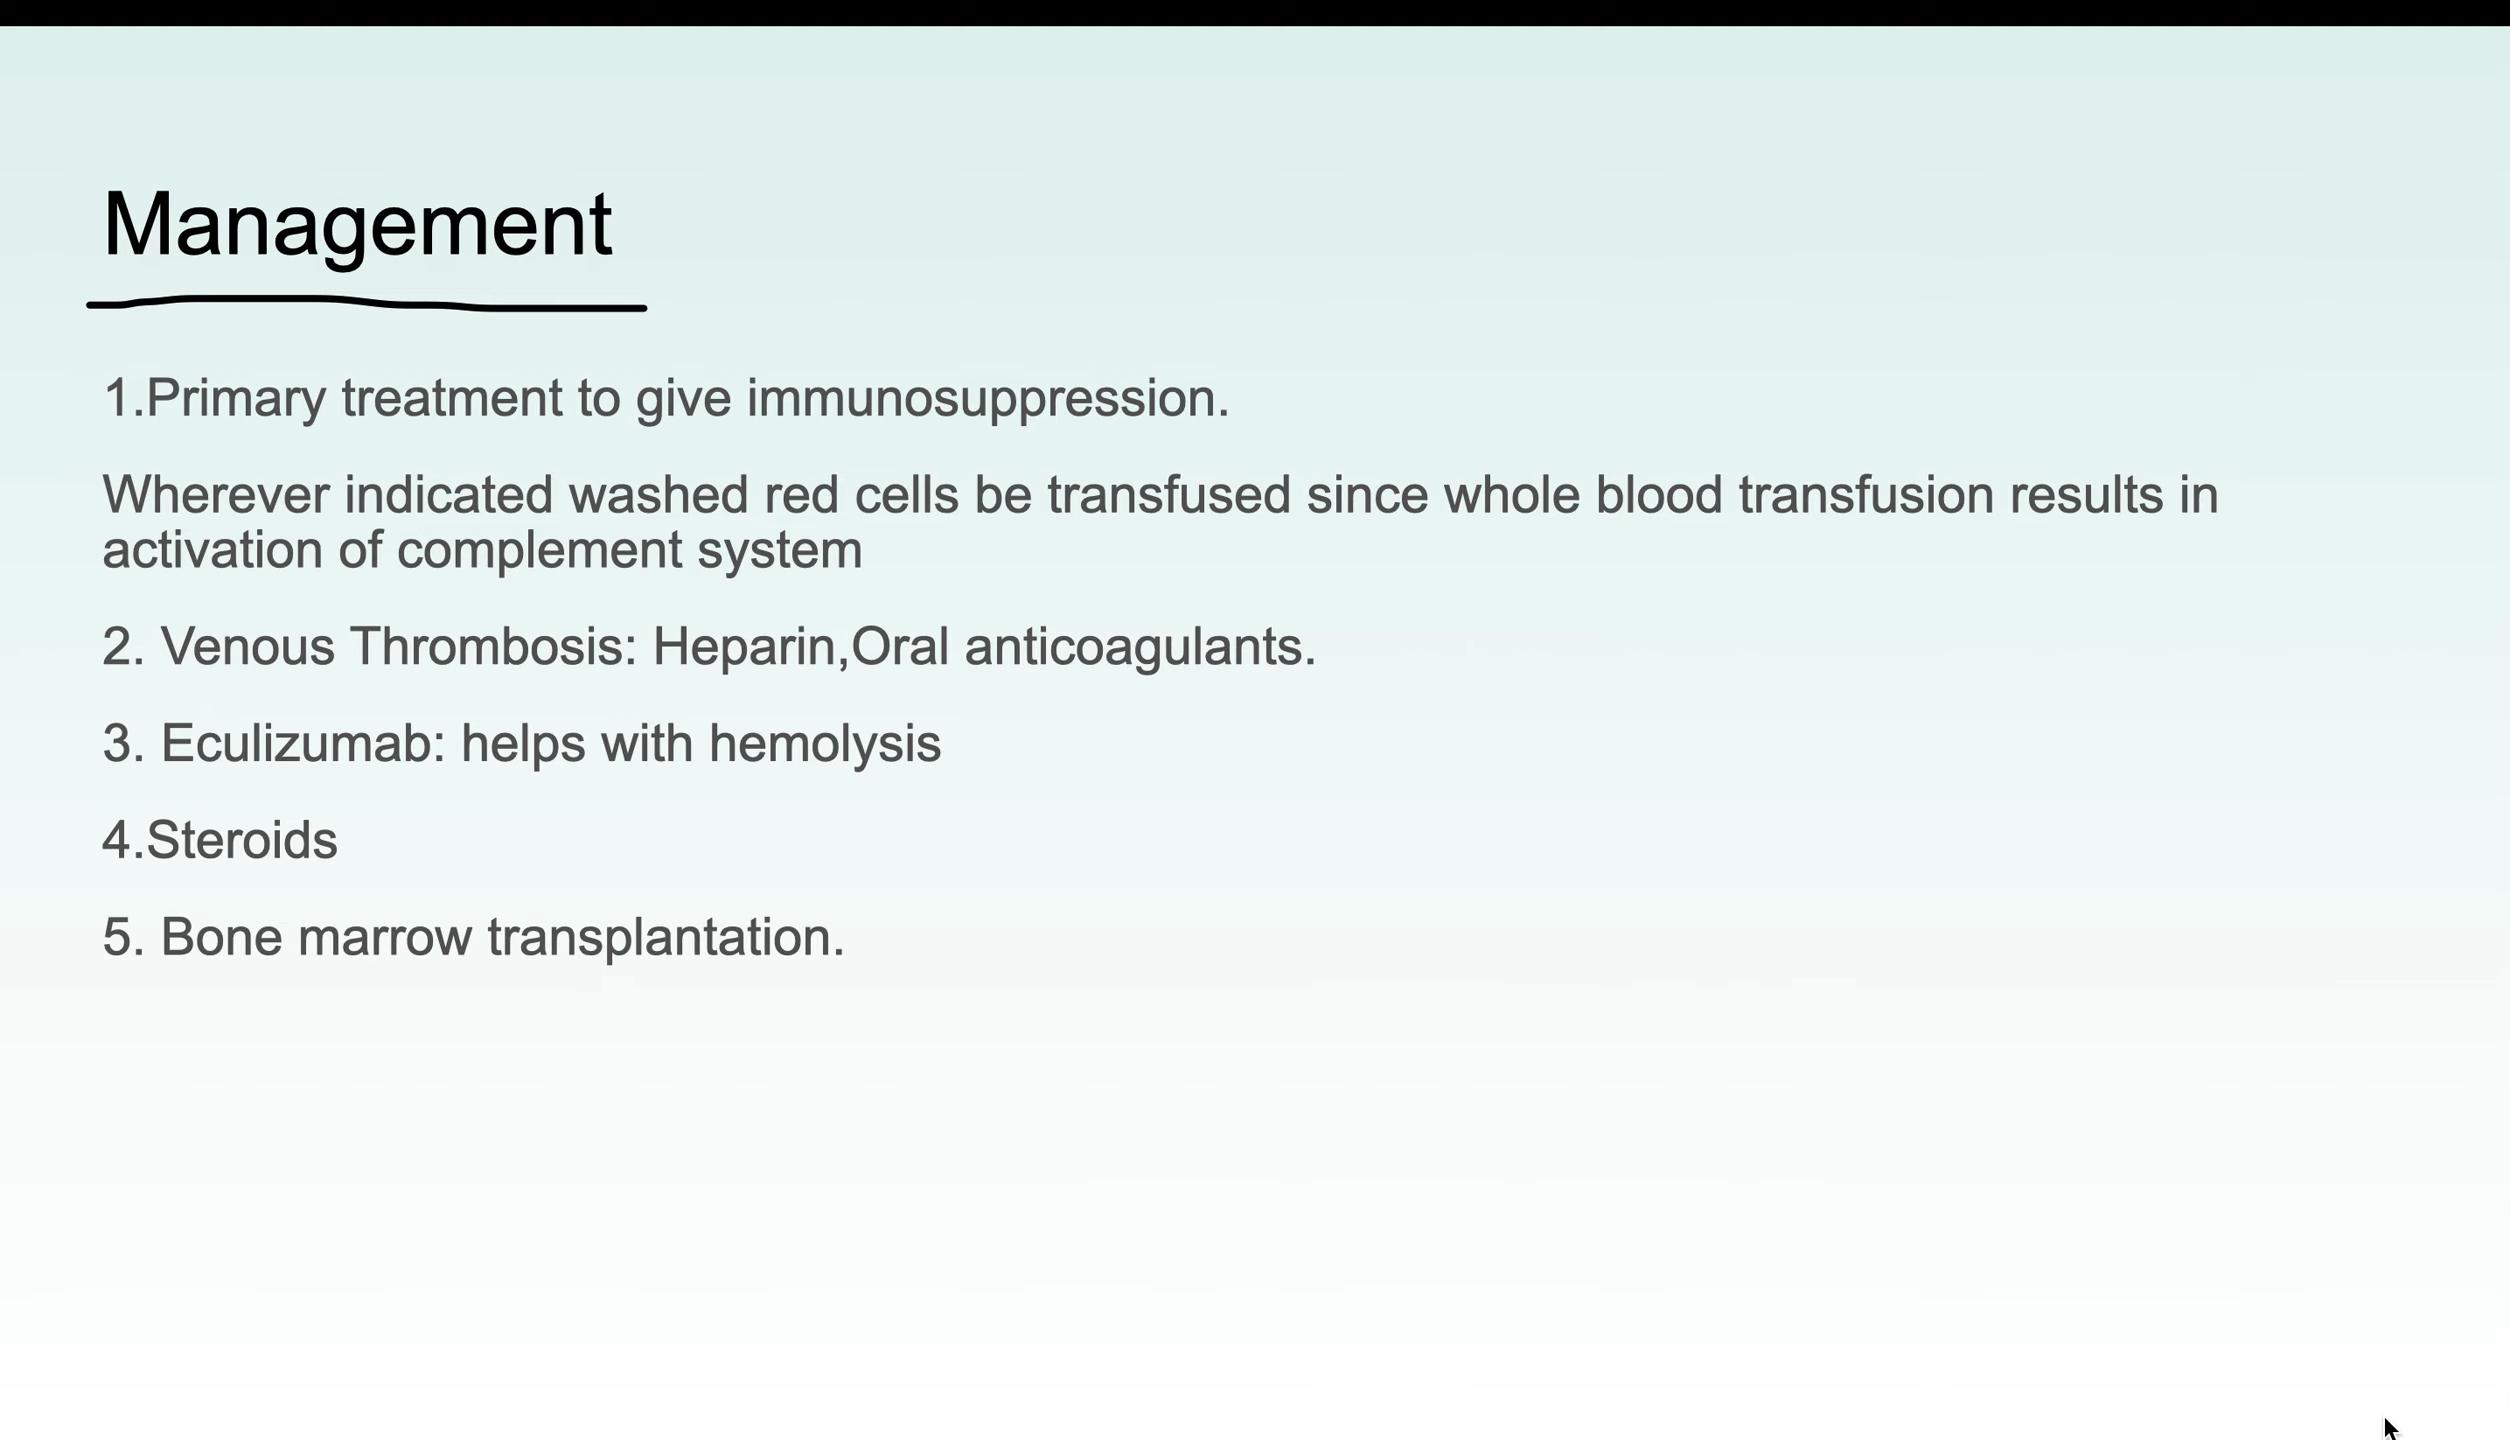 Management
1.Primary treatment to give immunosuppression.
Wherever indicated washed red cells be transfused since whole blood transfusion results in
activation of complement system
2. Venous Thrombosis: Heparin,Oral anticoagulants.
3. Eculizumab: helps with hemolysis
4.Steroids
5. Bone marrow transplantation.